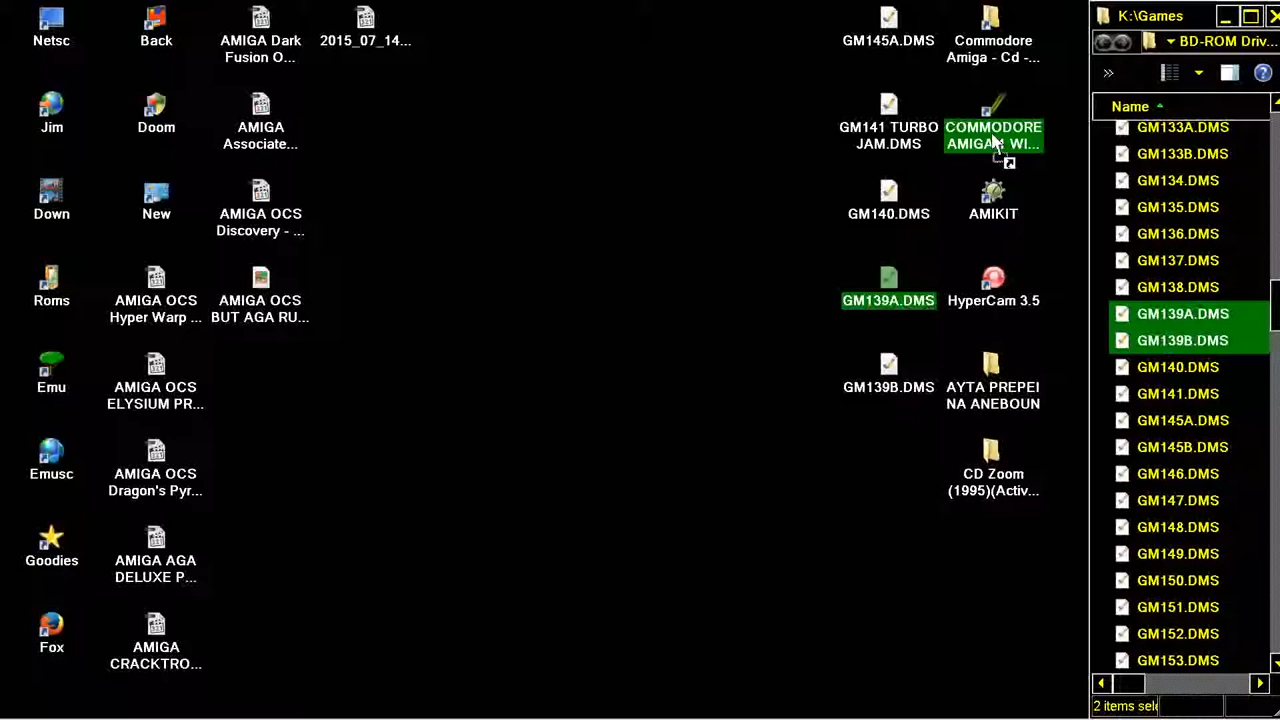 Netsc
Back
AMIGA Dark
Fusion O...
2015_07_14...
GM145A.DMS
Commodore
Amiga - Cd -...
Jim
Doom
AMIGA
Associate...
GM141 TURBO
JAM.DMS
COMMODORE
AMIGA WI...
Down
New
AMIGA OCS
Discovery - ...
GM140.DMS
AMIKIT
Roms
AMIGA OCS
Hyper Warp ...
AMIGA OCS
BUT AGA RU...
GM139A.DMS
HyperCam 3.5
Emu
AMIGA OCS
ELYSIUM PR...
GM139B.DMS
AYTA PREPEI
NA ANEBOUN
Emusc
AMIGA OCS
Dragon's Pyr...
CD Zoom
(1995)(Activ...
Goodies
AMIGA AGA
DELUXE P...
Fox
AMIGA
CRACKTRO...
K:\Games
BD-ROM Driv...
»
Name
GM133A.DMS
GM133B.DMS
GM134.DMS
GM135.DMS
GM136.DMS
GM137.DMS
GM138.DMS
GM139A.DMS
GM139B.DMS
GM140.DMS
GM141.DMS
GM145A.DMS
GM145B.DMS
GM146.DMS
GM147.DMS
GM148.DMS
GM149.DMS
GM150.DMS
GM151.DMS
GM152.DMS
GM153.DMS
2 items sele